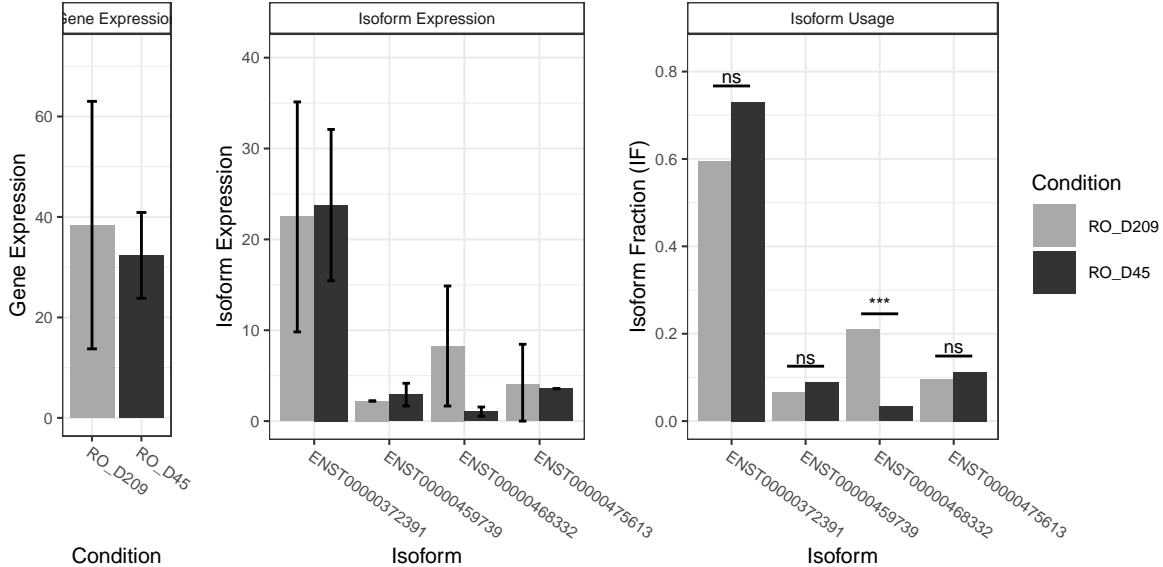 Gene Expression
Isoform Expression
Isoform Usage
Gene Expression
0
20
40
60
RO_D209
RO_D45
Condition
Isoform Expression
0
10
20
30
40
ENST00000372391
ENST00000459739
ENST00000468332
ENST00000475613
Isoform
Isoform Fraction (IF)
0.0
0.2
0.4
0.6
0.8
ns
ns
***
ns
ENST00000372391
ENST00000459739
ENST00000468332
ENST00000475613
Isoform
Condition
RO_D209
RO_D45